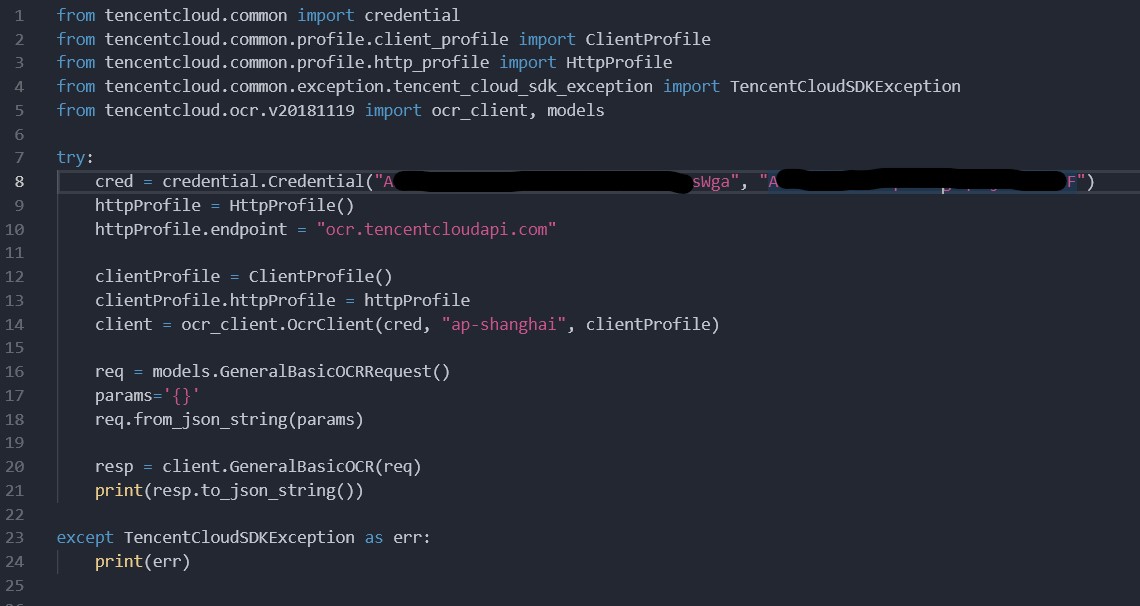 1 from tencentcloud.common import credential
2 from tencentcloud.common.profile.client_profile import ClientProfile
3 from tencentcloud.common.profile.http_profile import HttpProfile
4 from tencentcloud.common.exception.tencent_cloud_sdk_exception import TencentCloudSDKException
5 from tencentcloud.ocr.v20181119 import ocr_client, models
6
7 try:
8     cred = credential.Credential("A sWga", "A F")
9     httpProfile = HttpProfile()
10     httpProfile.endpoint = "ocr.tencentcloudapi.com"
11
12     clientProfile = ClientProfile()
13     clientProfile.httpProfile = httpProfile
14     client = ocr_client.OcrClient(cred, "ap-shanghai", clientProfile)
15
16     req = models.GeneralBasicOCRRequest()
17     params='{}'
18     req.from_json_string(params)
19
20     resp = client.GeneralBasicOCR(req)
21     print(resp.to_json_string())
22
23 except TencentCloudSDKException as err:
24     print(err)
25